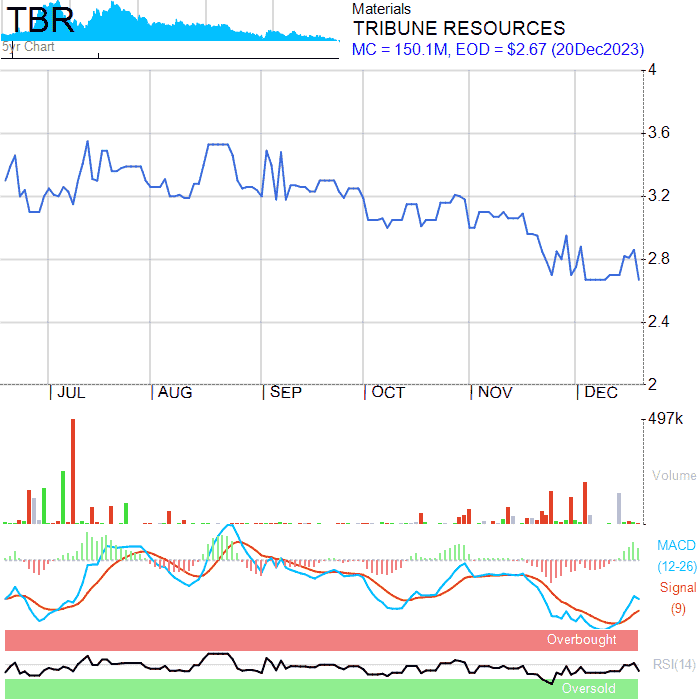 TBR
5yr Chart
Materials
TRIBUNE RESOURCES
MC = 150.1M, EOD = $2.67 (20Dec2023)
4
3.6
3.2
2.8
2.4
2
JUL AUG SEP OCT NOV DEC
497k
Volume
MACD
(12-26)
Signal
(9)
Overbought
RSI(14)
Oversold